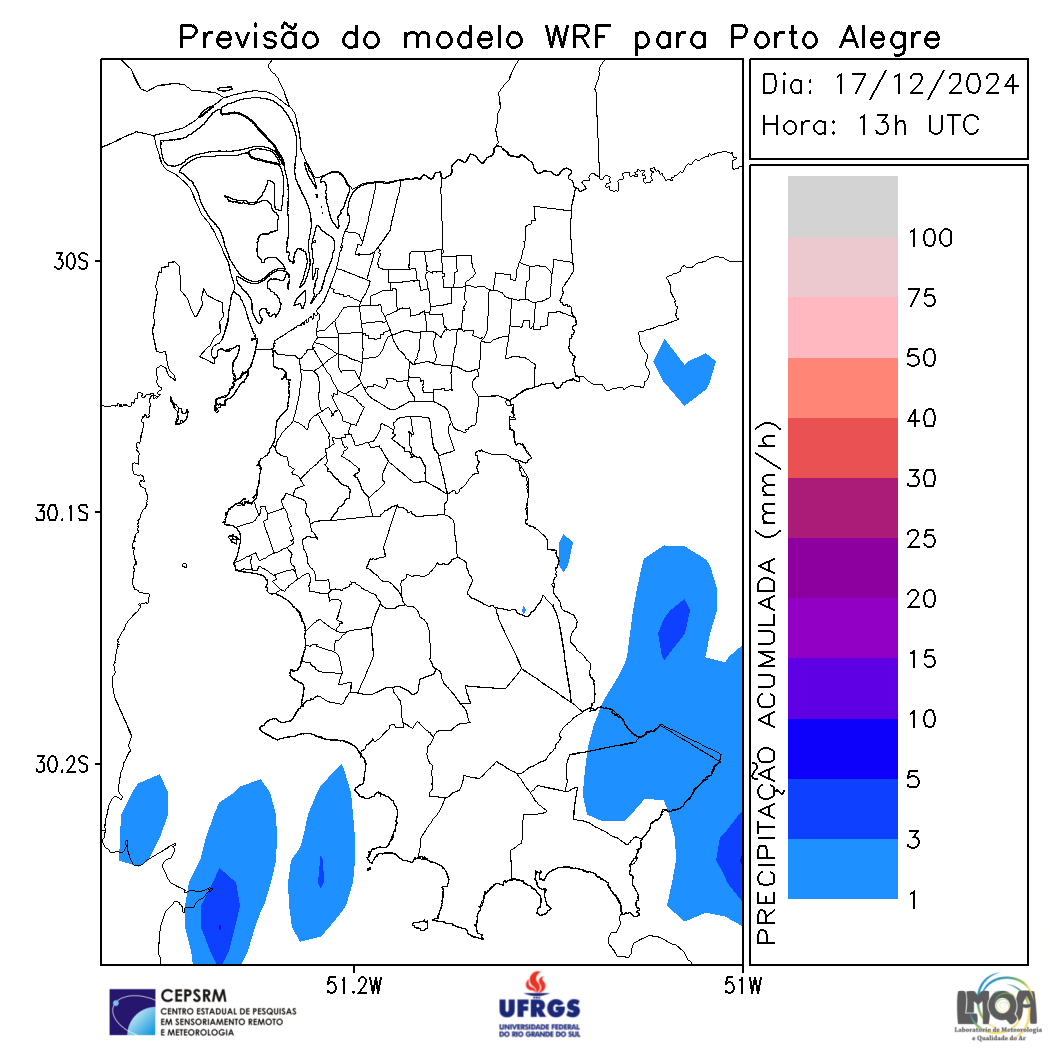 Previsão do modelo WRF para Porto Alegre
Dia: 17/12/2024
Hora: 13h UTC
100
75
50
40
30
25
20
15
10
5
3
1
PRECIPITAÇÃO ACUMULADA (mm/h)
30S
30.1S
30.2S
51.2W
51W
CEPSRM
CENTRO ESTADUAL DE PESQUISAS
EM SENSORIAMENTO REMOTO
E METEOROLOGIA
UFRGS
UNIVERSIDADE FEDERAL
DO RIO GRANDE DO SUL
LMQA
Laboratório de Meteorologia
e Qualidade do Ar